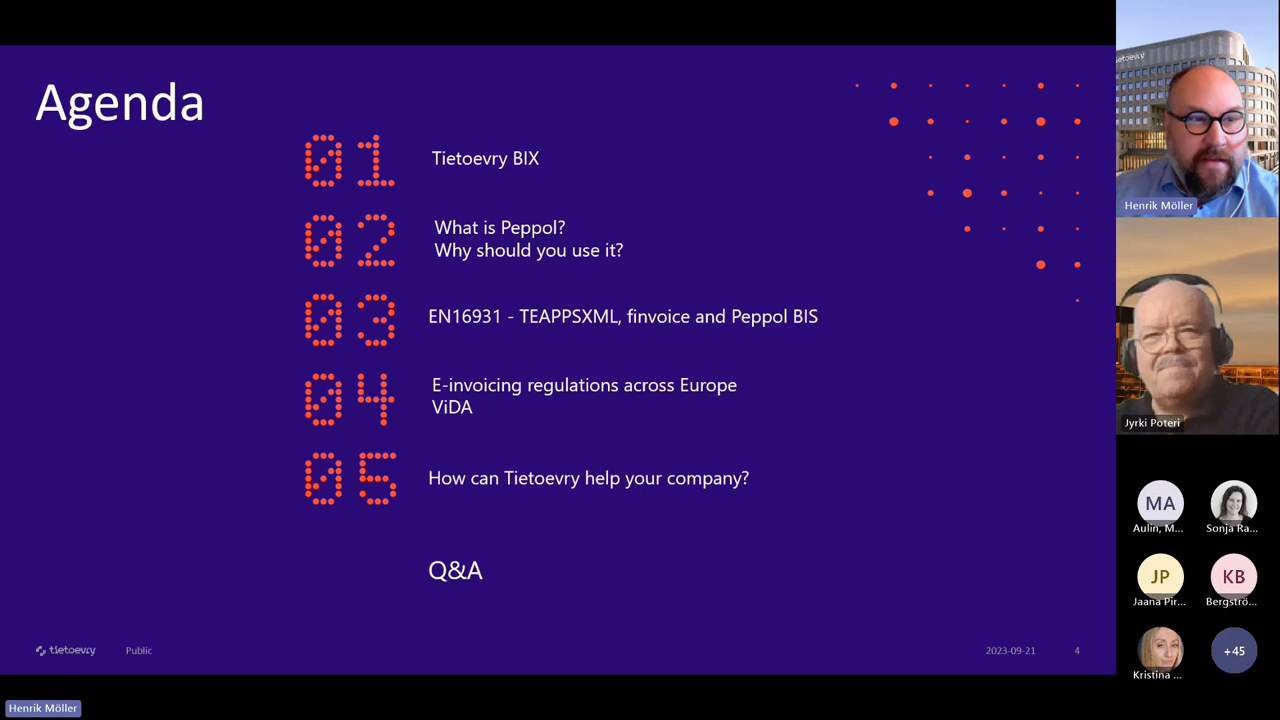 Agenda
01
Tietoevry BIX
02
What is Peppol?
Why should you use it?
03
EN16931 - TEAPPSXML, finvoice and Peppol BIS
04
E-invoicing regulations across Europe
ViDA
05
How can Tietoevry help your company?
Q&A
tietoevry
Public
2023-09-21
4
Henrik Möller
tietoevry
Henrik Möller
Jyrki Poteri
MA
Aulin, M...
Sonja Ra...
JP
Jaana Pir...
KB
Bergströ...
Kristina ...
+45